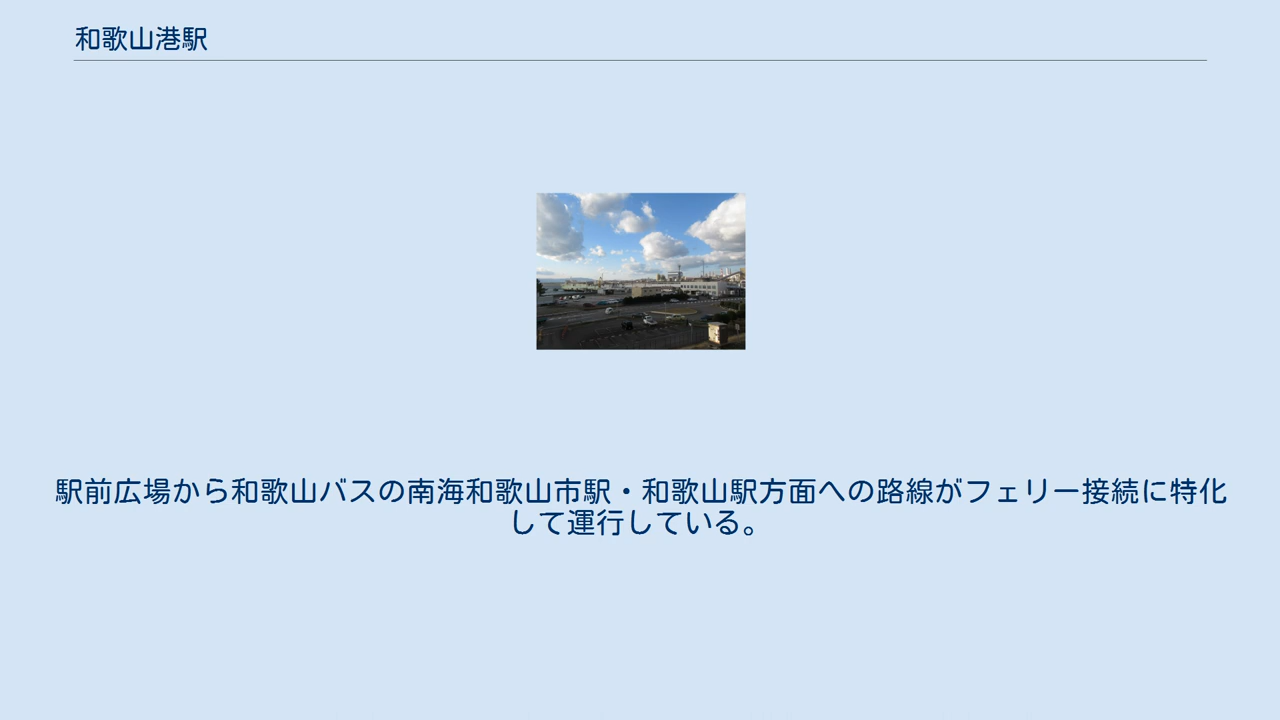 和歌山港駅
駅前広場から和歌山バスの南海和歌山市駅・和歌山駅方面への路線がフェリー接続に特化
して運行している。